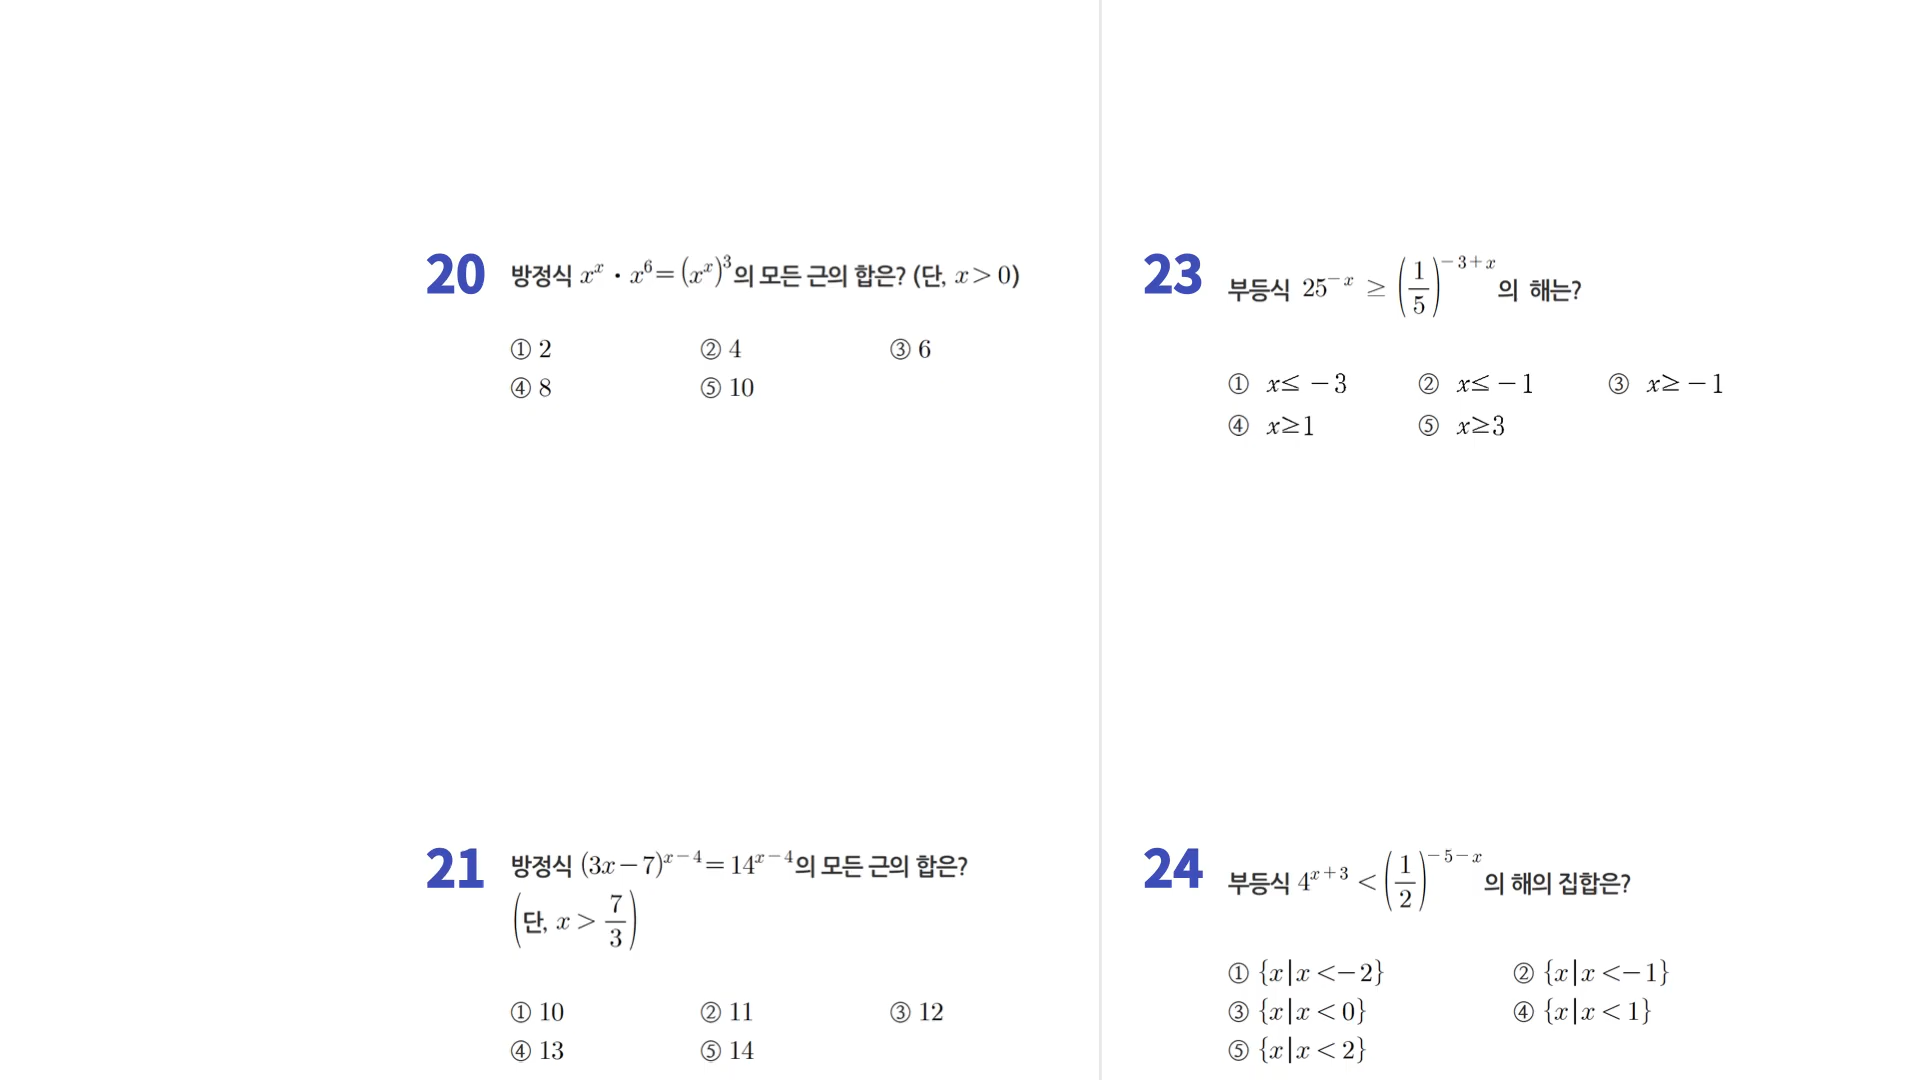 20 방정식 x^x · x^6 = (x^x)^3의 모든 근의 합은? (단, x > 0)
① 2 ② 4 ③ 6
④ 8 ⑤ 10
21 방정식 (3x − 7)^{x−4} = 14^{x−4}의 모든 근의 합은?
(단, x > 7/3)
① 10 ② 11 ③ 12
④ 13 ⑤ 14
23 부등식 25^{−x} ≥ (1/5)^{−3+x}의 해는?
① x ≤ −3 ② x ≤ −1 ③ x ≥ −1
④ x ≥ 1 ⑤ x ≥ 3
24 부등식 4^{x+3} < (1/2)^{−5−x}의 해의 집합은?
① {x|x < −2} ② {x|x < −1}
③ {x|x < 0} ④ {x|x < 1}
⑤ {x|x < 2}